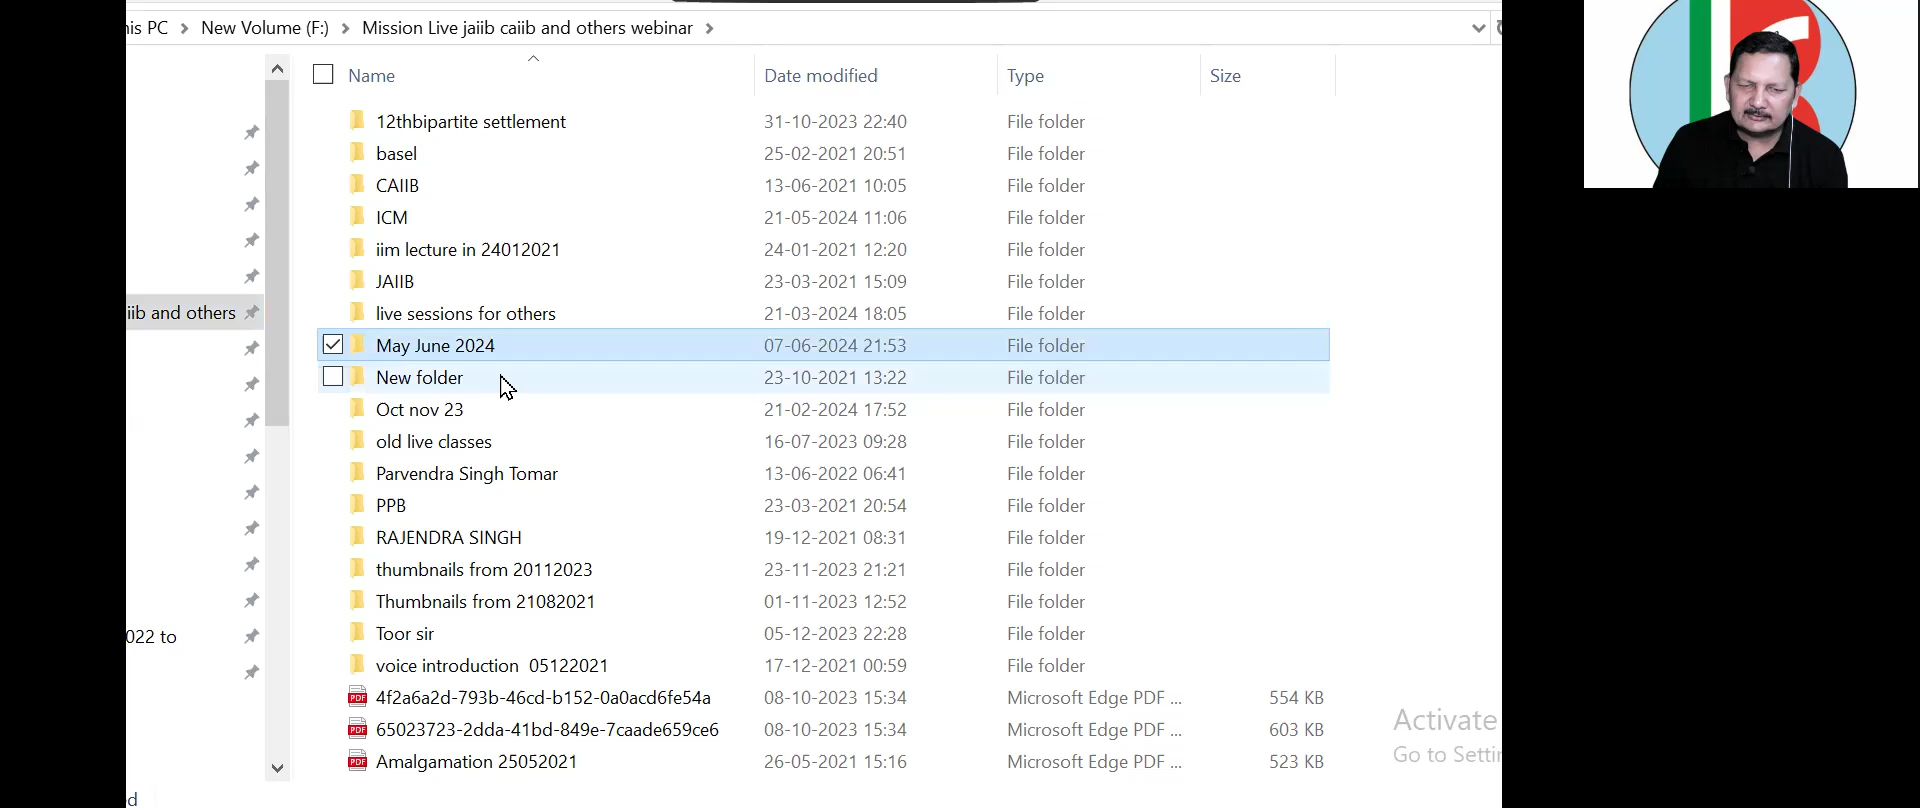 his PC > New Volume (F:) > Mission Live jaiib caiib and others webinar >
Name Date modified Type Size
12thbipartite settlement 31-10-2023 22:40 File folder
basel 25-02-2021 20:51 File folder
CAIIB 13-06-2021 10:05 File folder
ICM 21-05-2024 11:06 File folder
iim lecture in 24012021 24-01-2021 12:20 File folder
JAIIB 23-03-2021 15:09 File folder
iib and others live sessions for others 21-03-2024 18:05 File folder
May June 2024 07-06-2024 21:53 File folder
New folder 23-10-2021 13:22 File folder
Oct nov 23 21-02-2024 17:52 File folder
old live classes 16-07-2023 09:28 File folder
Parvendra Singh Tomar 13-06-2022 06:41 File folder
PPB 23-03-2021 20:54 File folder
RAJENDRA SINGH 19-12-2021 08:31 File folder
thumbnails from 20112023 23-11-2023 21:21 File folder
Thumbnails from 21082021 01-11-2023 12:52 File folder
022 to Toor sir 05-12-2023 22:28 File folder
voice introduction  05122021 17-12-2021 00:59 File folder
PDF 4f2a6a2d-793b-46cd-b152-0a0acd6fe54a 08-10-2023 15:34 Microsoft Edge PDF ... 554 KB
PDF 65023723-2dda-41bd-849e-7caade659ce6 08-10-2023 15:34 Microsoft Edge PDF ... 603 KB
PDF Amalgamation 25052021 26-05-2021 15:16 Microsoft Edge PDF ... 523 KB
Activate
Go to Setti
ed